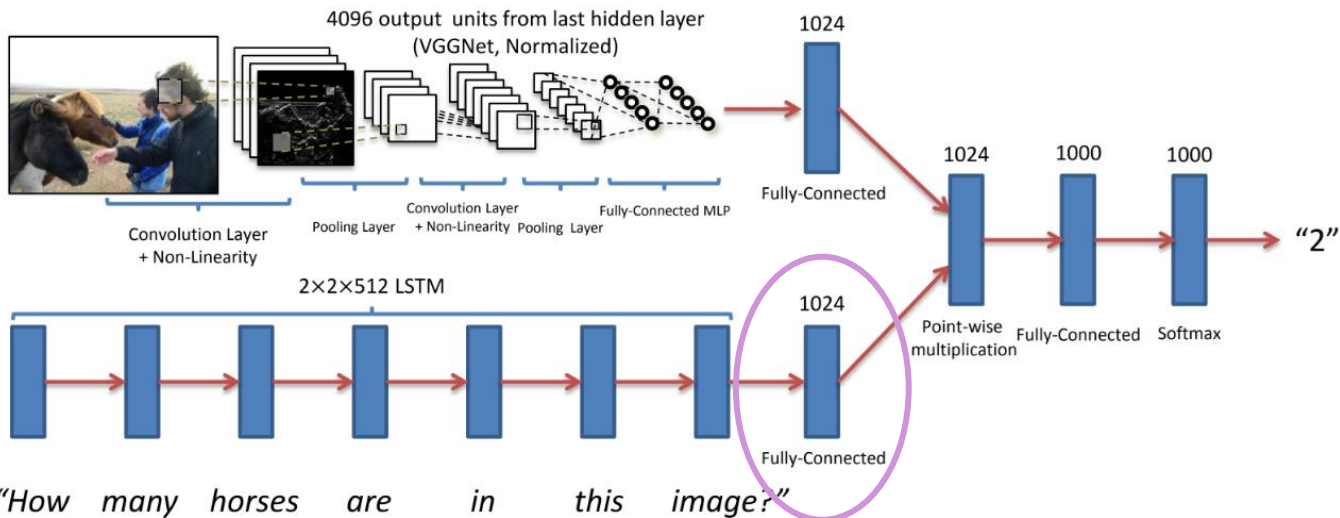 4096 output units from last hidden layer
(VGGNet, Normalized)
1024
Fully-Connected
Convolution Layer
+ Non-Linearity
Pooling Layer
Convolution Layer
+ Non-Linearity
Pooling Layer
Fully-Connected MLP
2×2×512 LSTM
1024
Fully-Connected
1024
Point-wise
multiplication
1000
Fully-Connected
1000
Softmax
“2”
“How many horses are in this image?”